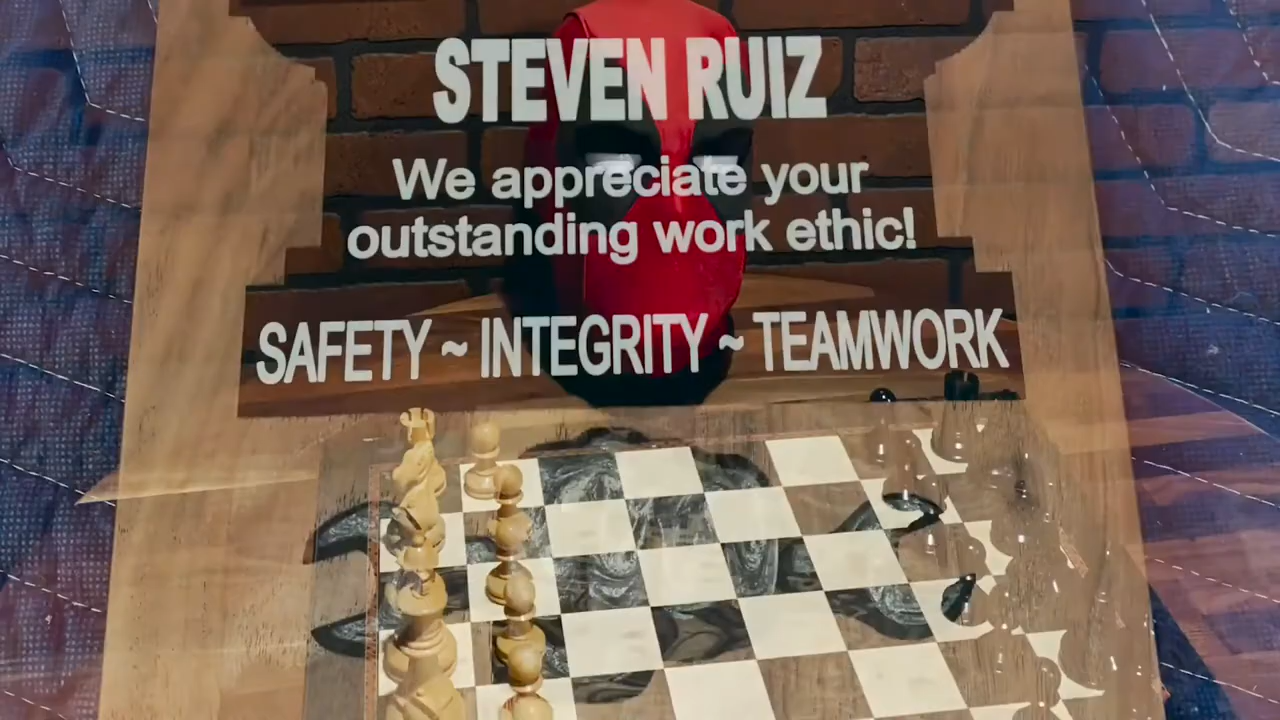 STEVEN RUIZ
We appreciate your
outstanding work ethic!
SAFETY ~ INTEGRITY ~ TEAMWORK